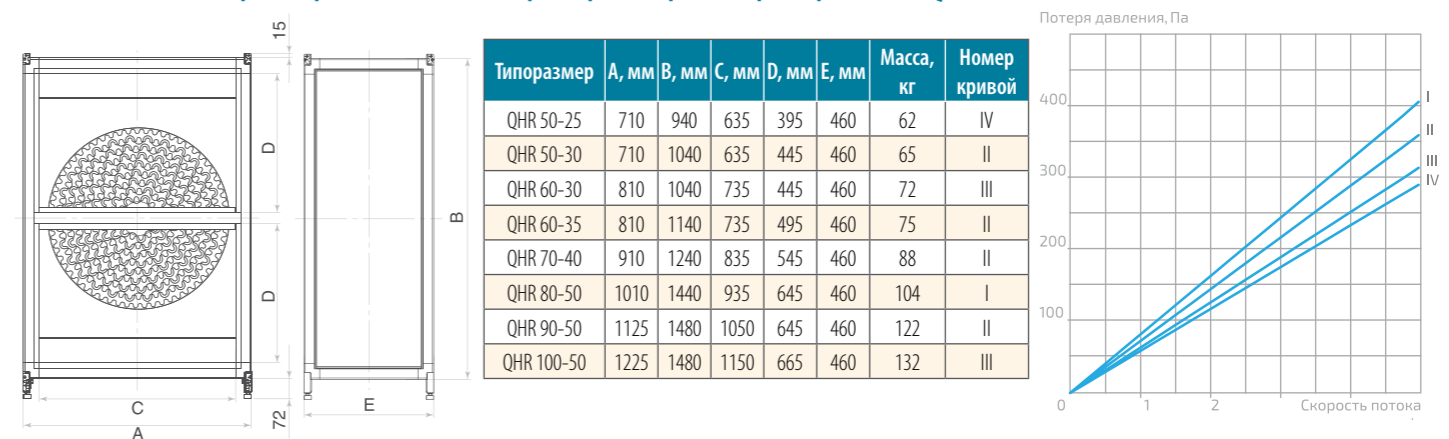 15
D
D
C
A
72
B
E
Типоразмер A, мм B, мм C, мм D, мм E, мм Масса, кг Номер кривой
QHR 50-25 710 940 635 395 460 62 IV
QHR 50-30 710 1040 635 445 460 65 II
QHR 60-30 810 1040 735 445 460 72 III
QHR 60-35 810 1140 735 495 460 75 II
QHR 70-40 910 1240 835 545 460 88 II
QHR 80-50 1010 1440 935 645 460 104 I
QHR 90-50 1125 1480 1050 645 460 122 II
QHR 100-50 1225 1480 1150 665 460 132 III
Потеря давления, Па
400
300
200
100
0 1 2 Скорость потока
I
II
III
IV